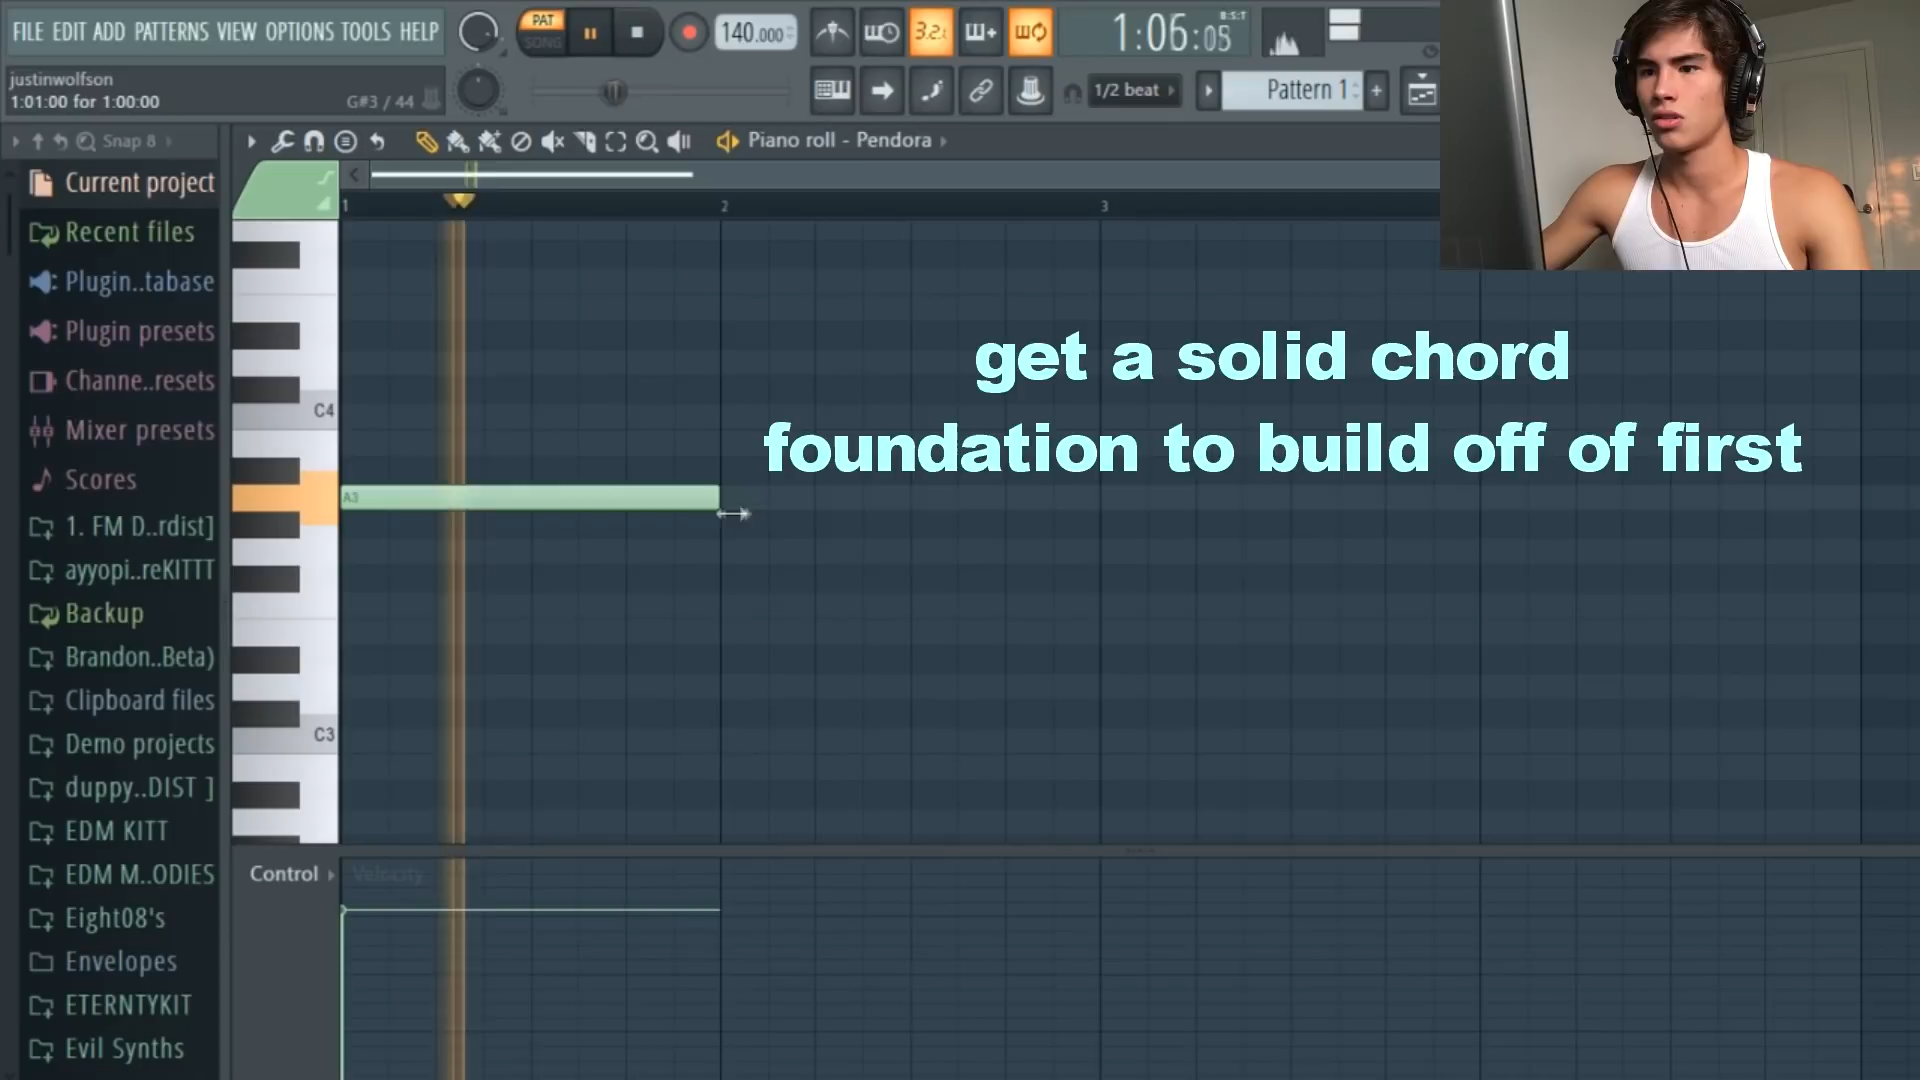 FILE EDIT ADD PATTERNS VIEW OPTIONS TOOLS HELP
PAT
SONG
140.000
3.2.
1:06:05
B:S:T
justinwolfson
1:01:00 for 1:00:00
G#3 / 44
1/2 beat
Pattern 1
+
Snap 8
Piano roll - Pendora
Current project
Recent files
Plugin..tabase
Plugin presets
Channe..resets
Mixer presets
Scores
1. FM D..rdist]
ayyopi..reKITTT
Backup
Brandon..Beta)
Clipboard files
Demo projects
duppy..DIST ]
EDM KITT
EDM M..ODIES
Eight08's
Envelopes
ETERNTYKIT
Evil Synths
1
2
3
C4
A3
C3
get a solid chord
foundation to build off of first
Control
Velocity